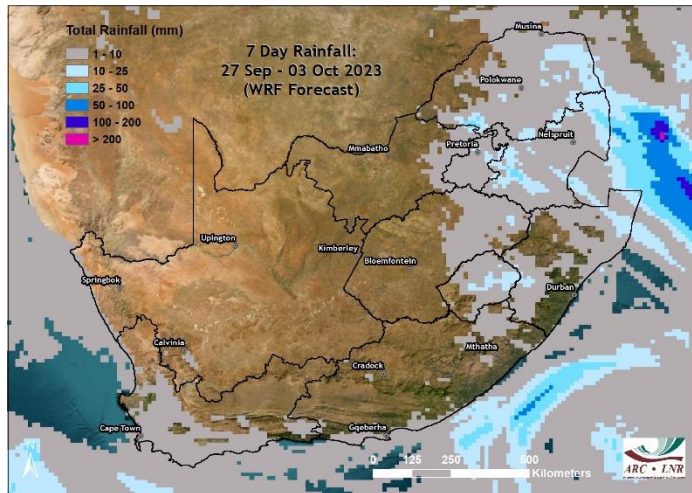 Total Rainfall (mm)
1 - 10
10 - 25
25 - 50
50 - 100
100 - 200
> 200
7 Day Rainfall:
27 Sep - 03 Oct 2023
(WRF Forecast)
Musina
Polokwane
Nelspruit
Pretoria
Mmabatho
Upington
Kimberley
Bloemfontein
Springbok
Durban
Calvinia
Mthatha
Cradock
Cape Town
Gqeberha
N
0 125 250 500
Kilometers
ARC • LNR